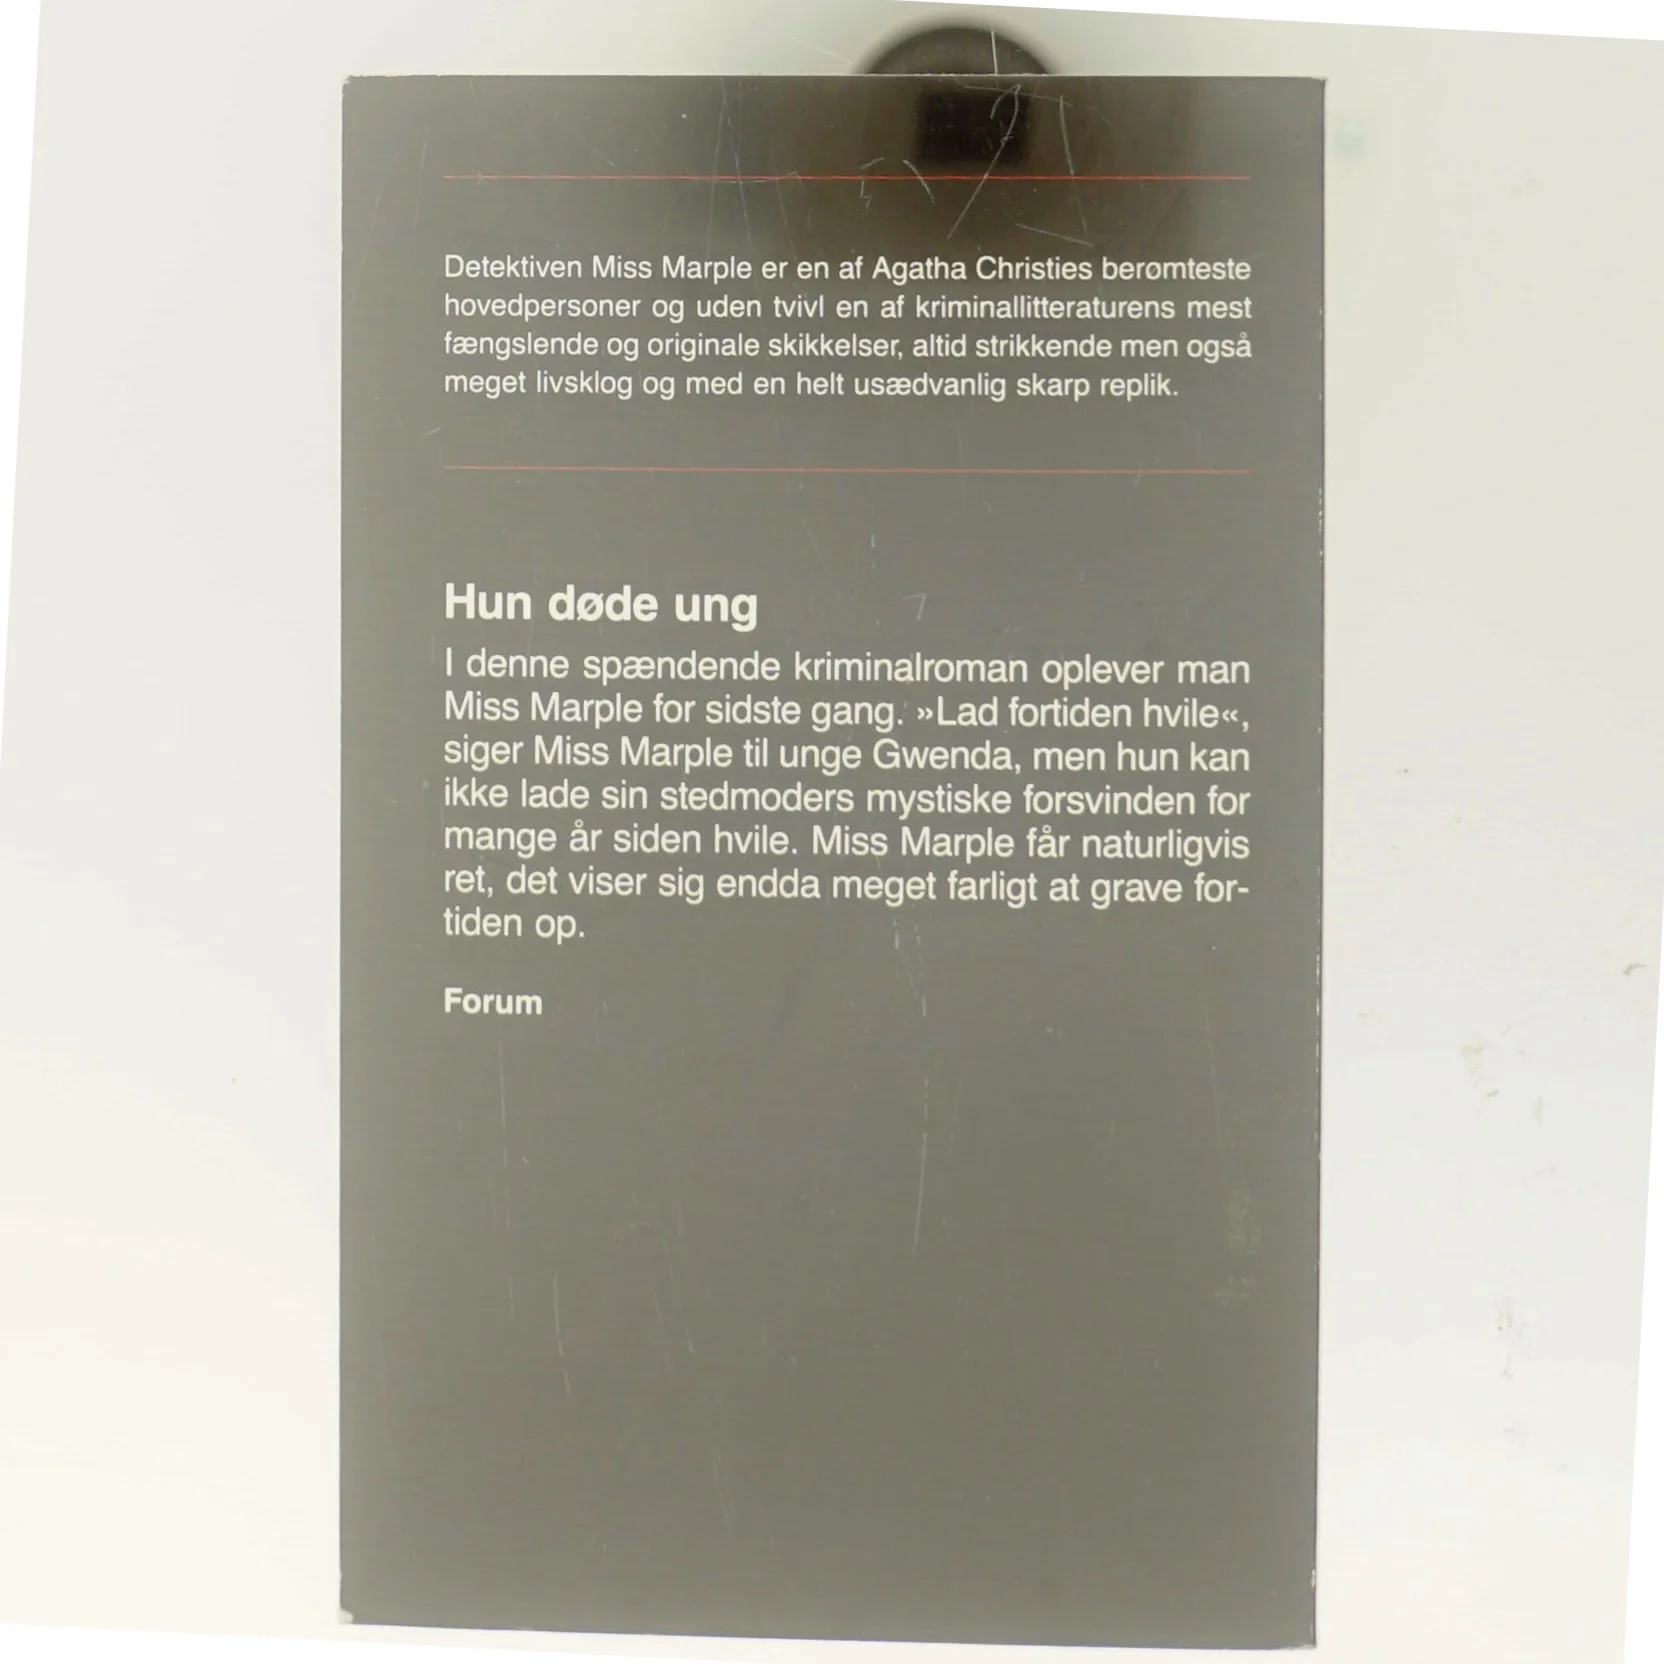 Detektiven Miss Marple er en af Agatha Christies berømteste
hovedpersoner og uden tvivl en af kriminallitteraturens mest
fængslende og originale skikkelser, altid strikkende men også
meget livsklog og med en helt usædvanlig skarp replik.
Hun døde ung
I denne spændende kriminalroman oplever man
Miss Marple for sidste gang. »Lad fortiden hvile«,
siger Miss Marple til unge Gwenda, men hun kan
ikke lade sin stedmoders mystiske forsvinden for
mange år siden hvile. Miss Marple får naturligvis
ret, det viser sig endda meget farligt at grave for-
tiden op.
Forum